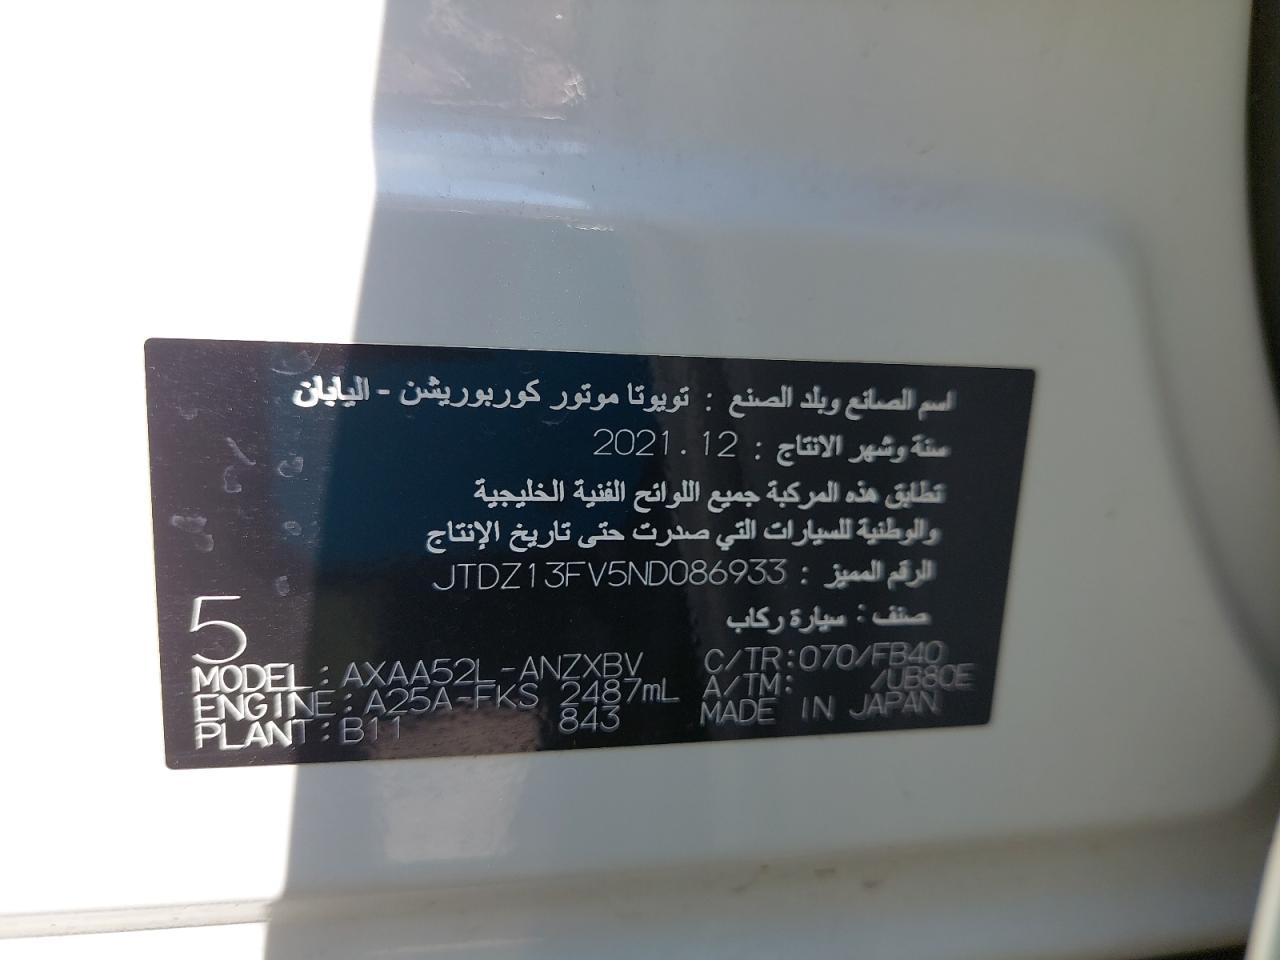 اسم الصانع وبلد الصنع : تويوتا موتور كوربوريشن - اليابان
سنة وشهر الانتاج : 2021.12
تطابق هذه المركبة جميع اللوائح الفنية الخليجية
والوطنية للسيارات التي صدرت حتى تاريخ الإنتاج
الرقم المميز : JTDZ13FV5ND086933
صنف : سيارة ركاب
5
MODEL : AXAA52L-ANZXBV C/TR:070/FB40
ENGINE : A25A-FKS 2487mL A/TM: /UB80E
PLANT : B11 843 MADE IN JAPAN